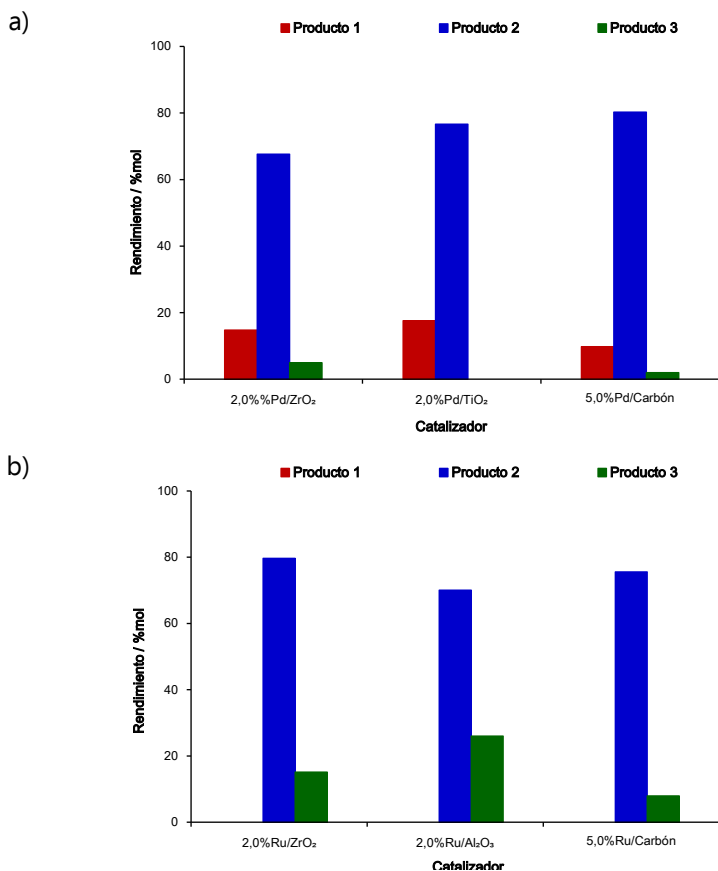 a)
Producto 1 Producto 2 Producto 3
100
80
60
40
20
0
Rendimiento / %mol
2,0%%Pd/ZrO₂ 2,0%Pd/TiO₂ 5,0%Pd/Carbón
Catalizador
b)
Producto 1 Producto 2 Producto 3
100
80
60
40
20
0
Rendimiento / %mol
2,0%Ru/ZrO₂ 2,0%Ru/Al₂O₃ 5,0%Ru/Carbón
Catalizador